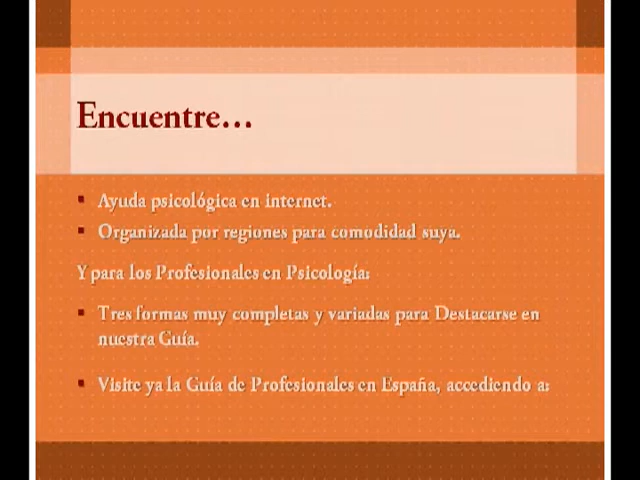 Encuentre...
▪ Ayuda psicológica en internet.
▪ Organizada por regiones para comodidad suya.
Y para los Profesionales en Psicología:
▪ Tres formas muy completas y variadas para Destacarse en
nuestra Guía.
▪ Visite ya la Guía de Profesionales en España, accediendo a: